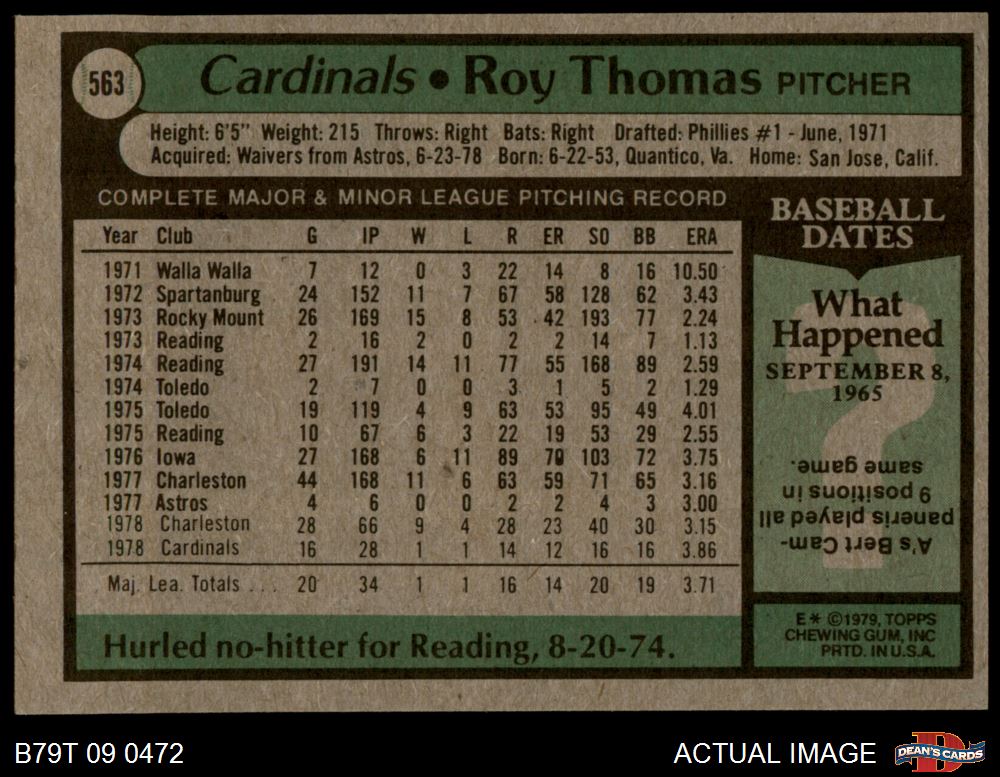 563
Cardinals • Roy Thomas PITCHER
Height: 6'5" Weight: 215 Throws: Right Bats: Right Drafted: Phillies #1 - June, 1971
Acquired: Waivers from Astros, 6-23-78 Born: 6-22-53, Quantico, Va. Home: San Jose, Calif.
COMPLETE MAJOR & MINOR LEAGUE PITCHING RECORD
Year Club G IP W L R ER SO BB ERA
1971 Walla Walla 7 12 0 3 22 14 8 16 10.50
1972 Spartanburg 24 152 11 7 67 58 128 62 3.43
1973 Rocky Mount 26 169 15 8 53 42 193 77 2.24
1973 Reading 2 16 2 0 2 2 14 7 1.13
1974 Reading 27 191 14 11 77 55 168 89 2.59
1974 Toledo 2 7 0 0 3 1 5 2 1.29
1975 Toledo 19 119 4 9 63 53 95 49 4.01
1975 Reading 10 67 6 3 22 19 53 29 2.55
1976 Iowa 27 168 6 11 89 70 103 72 3.75
1977 Charleston 44 168 11 6 63 59 71 65 3.16
1977 Astros 4 6 0 0 2 2 4 3 3.00
1978 Charleston 28 66 9 4 28 23 40 30 3.15
1978 Cardinals 16 28 1 1 14 12 16 16 3.86
Maj. Lea. Totals . . . 20 34 1 1 16 14 20 19 3.71
Hurled no-hitter for Reading, 8-20-74.
BASEBALL
DATES
What
Happened
SEPTEMBER 8,
1965
?
A's Bert Cam-
paneris played all
9 positions in
same game.
E* ©1979, TOPPS
CHEWING GUM, INC
PRTD. IN U.S.A.
B79T 09 0472
ACTUAL IMAGE
D
DEAN'S CARDS